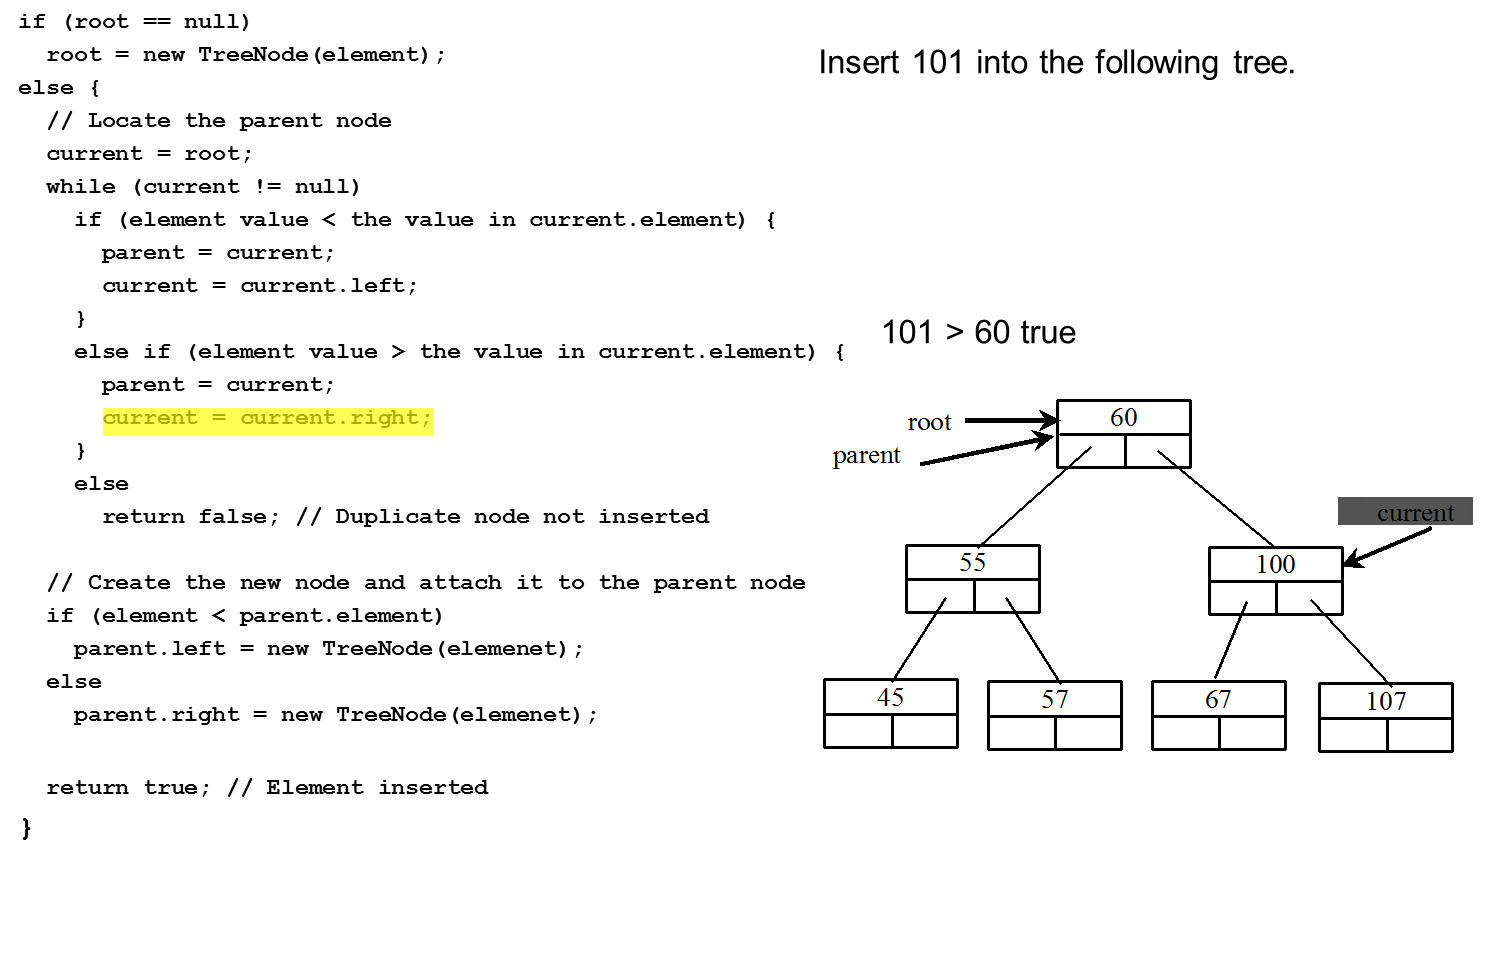 if (root == null)
root = new TreeNode(element);
else {
// Locate the parent node
current = root;
while (current != null)
if (element value < the value in current.element) {
parent = current;
current = current.left;
}
else if (element value > the value in current.element) {
parent = current;
current = current.right;
}
else
return false; // Duplicate node not inserted
// Create the new node and attach it to the parent node
if (element < parent.element)
parent.left = new TreeNode(elemenet);
else
parent.right = new TreeNode(elemenet);
return true; // Element inserted
}
Insert 101 into the following tree.
101 > 60 true
root
60
parent
current
55
100
45
57
67
107